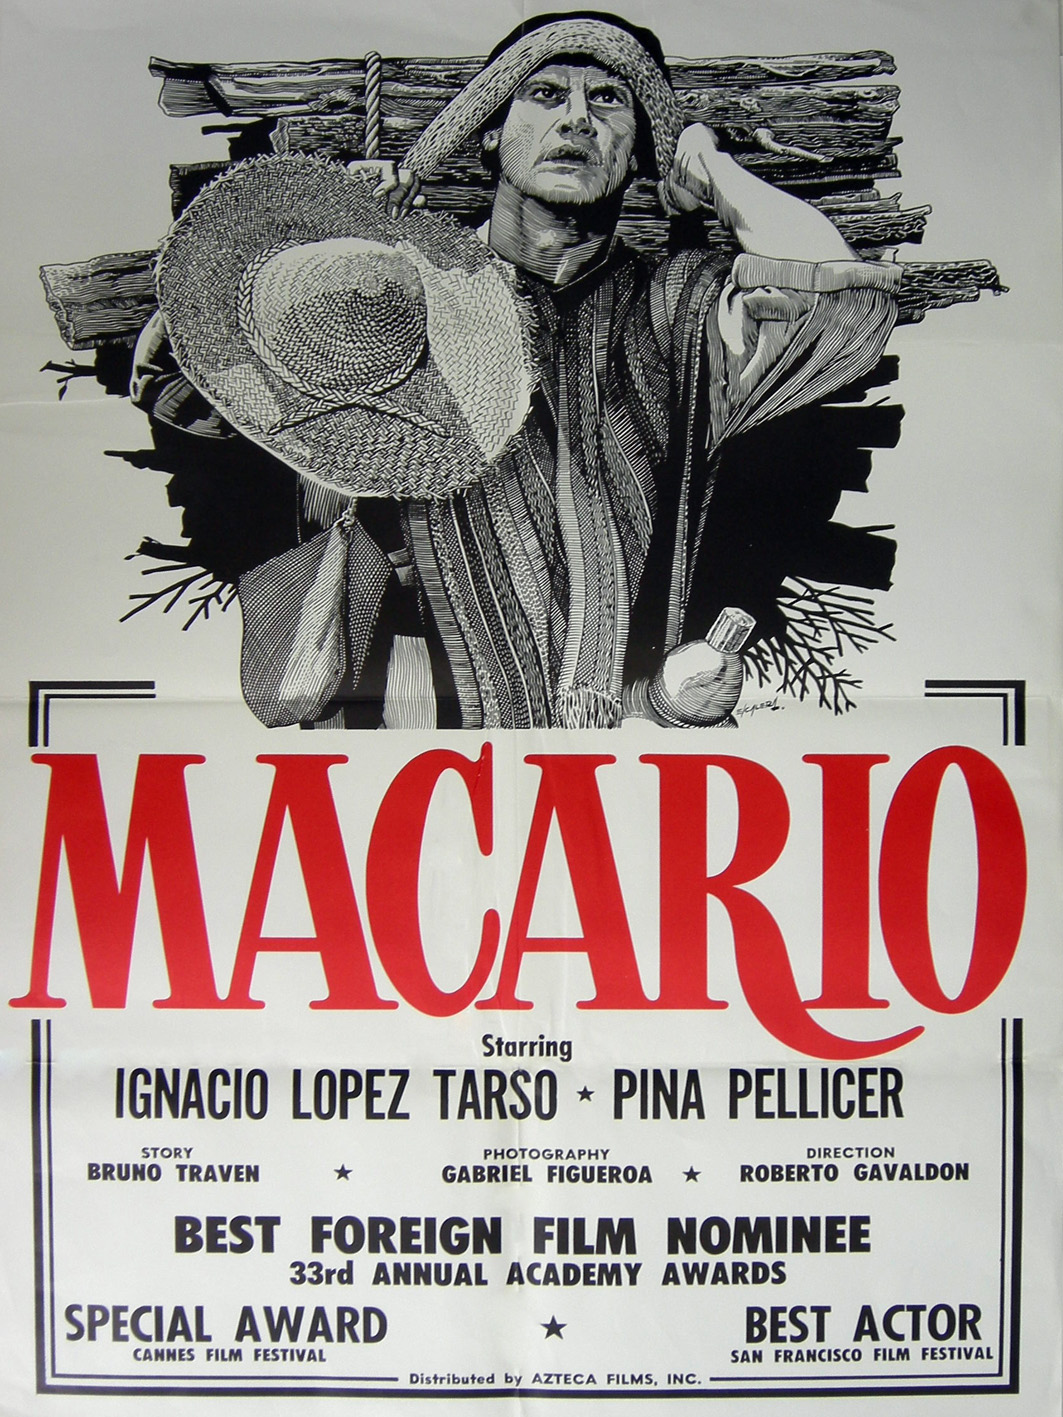 MACARIO
Starring
IGNACIO LOPEZ TARSO ★ PINA PELLICER
STORY
BRUNO TRAVEN
★
PHOTOGRAPHY
GABRIEL FIGUEROA
★
DIRECTION
ROBERTO GAVALDON
BEST FOREIGN FILM NOMINEE
33rd ANNUAL ACADEMY AWARDS
SPECIAL AWARD
CANNES FILM FESTIVAL
★
BEST ACTOR
SAN FRANCISCO FILM FESTIVAL
Distributed by AZTECA FILMS, INC.